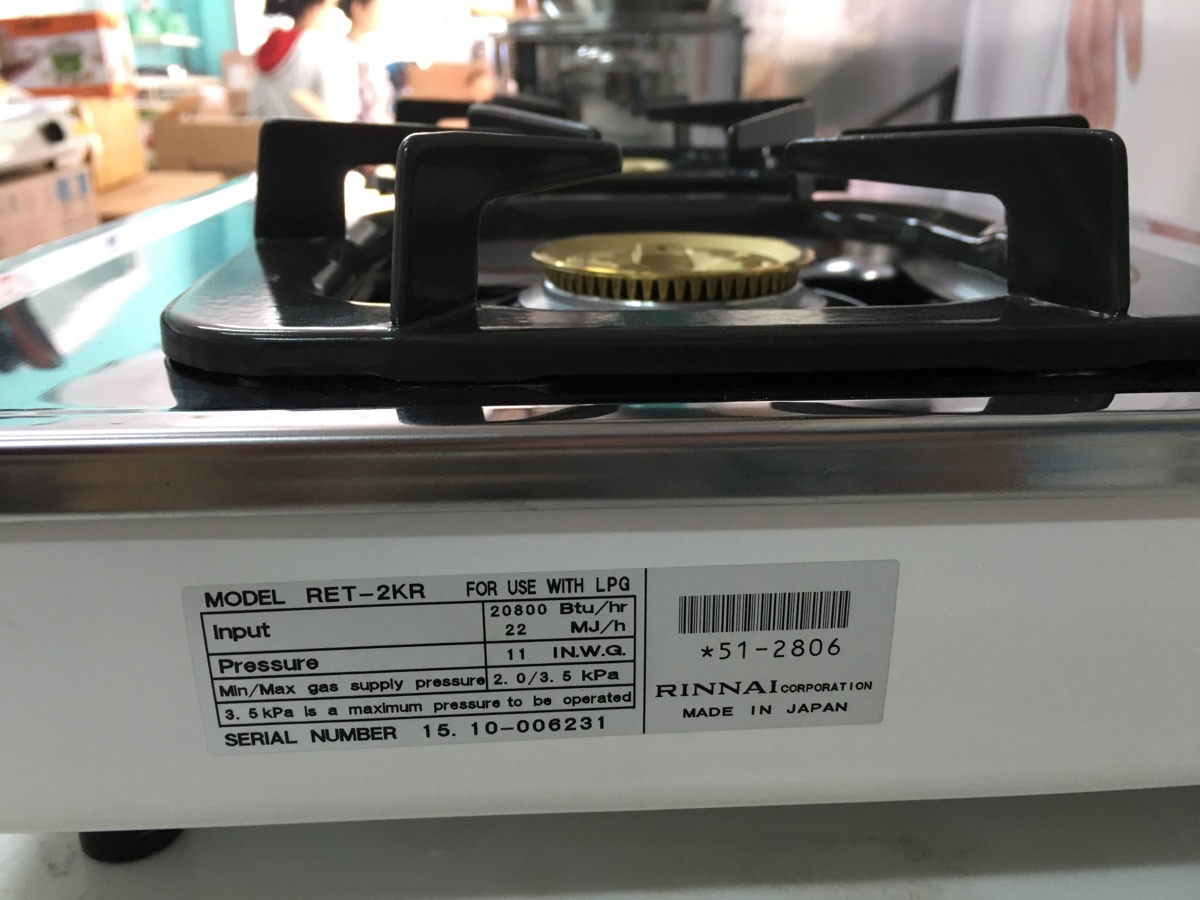 MODEL RET-2KR FOR USE WITH LPG
Input 20800 Btu/hr
22 MJ/h
Pressure 11 IN.W.G.
Min/Max gas supply pressure 2.0/3.5 kPa
3.5kPa is a maximum pressure to be operated
SERIAL NUMBER 15.10-006231
*51-2806
RINNAI CORPORATION
MADE IN JAPAN